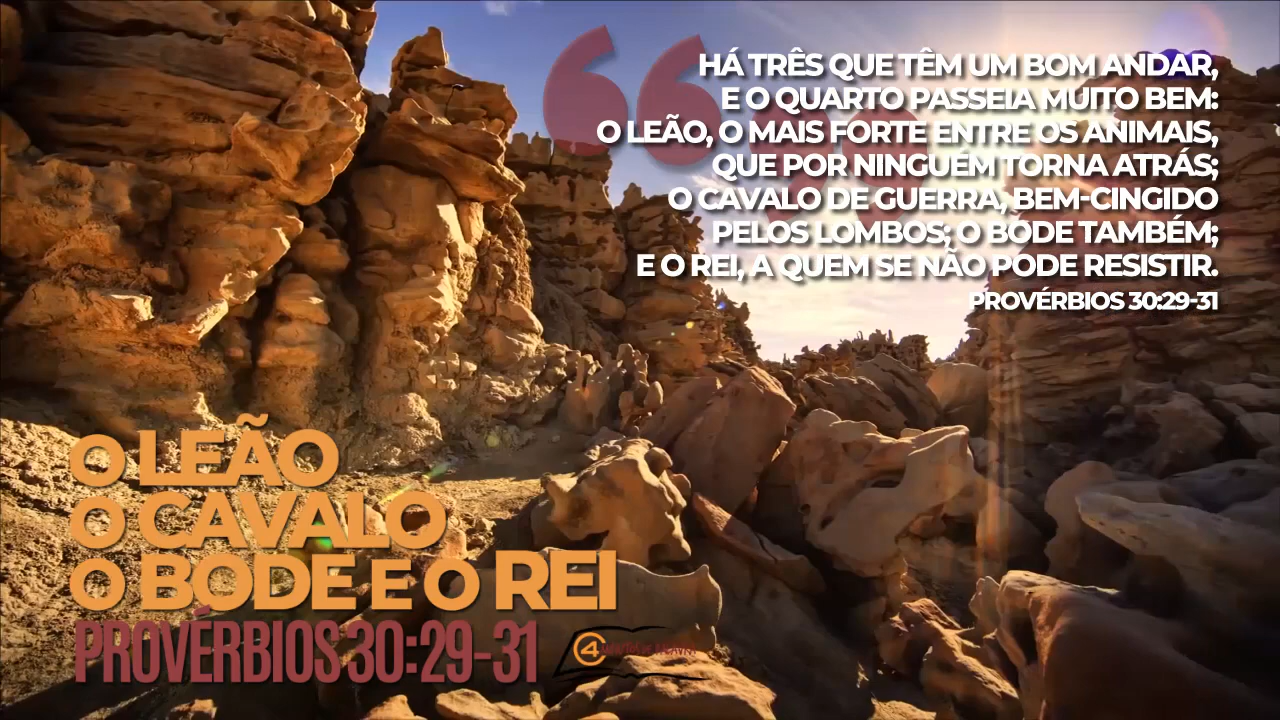 HÁ TRÊS QUE TÊM UM BOM ANDAR,
E O QUARTO PASSEIA MUITO BEM:
O LEÃO, O MAIS FORTE ENTRE OS ANIMAIS,
QUE POR NINGUÉM TORNA ATRÁS;
O CAVALO DE GUERRA, BEM-CINGIDO
PELOS LOMBOS; O BODE TAMBÉM;
E O REI, A QUEM SE NÃO PODE RESISTIR.
PROVÉRBIOS 30:29-31
O LEÃO
O CAVALO
O BODE E O REI
PROVÉRBIOS 30:29-31
4